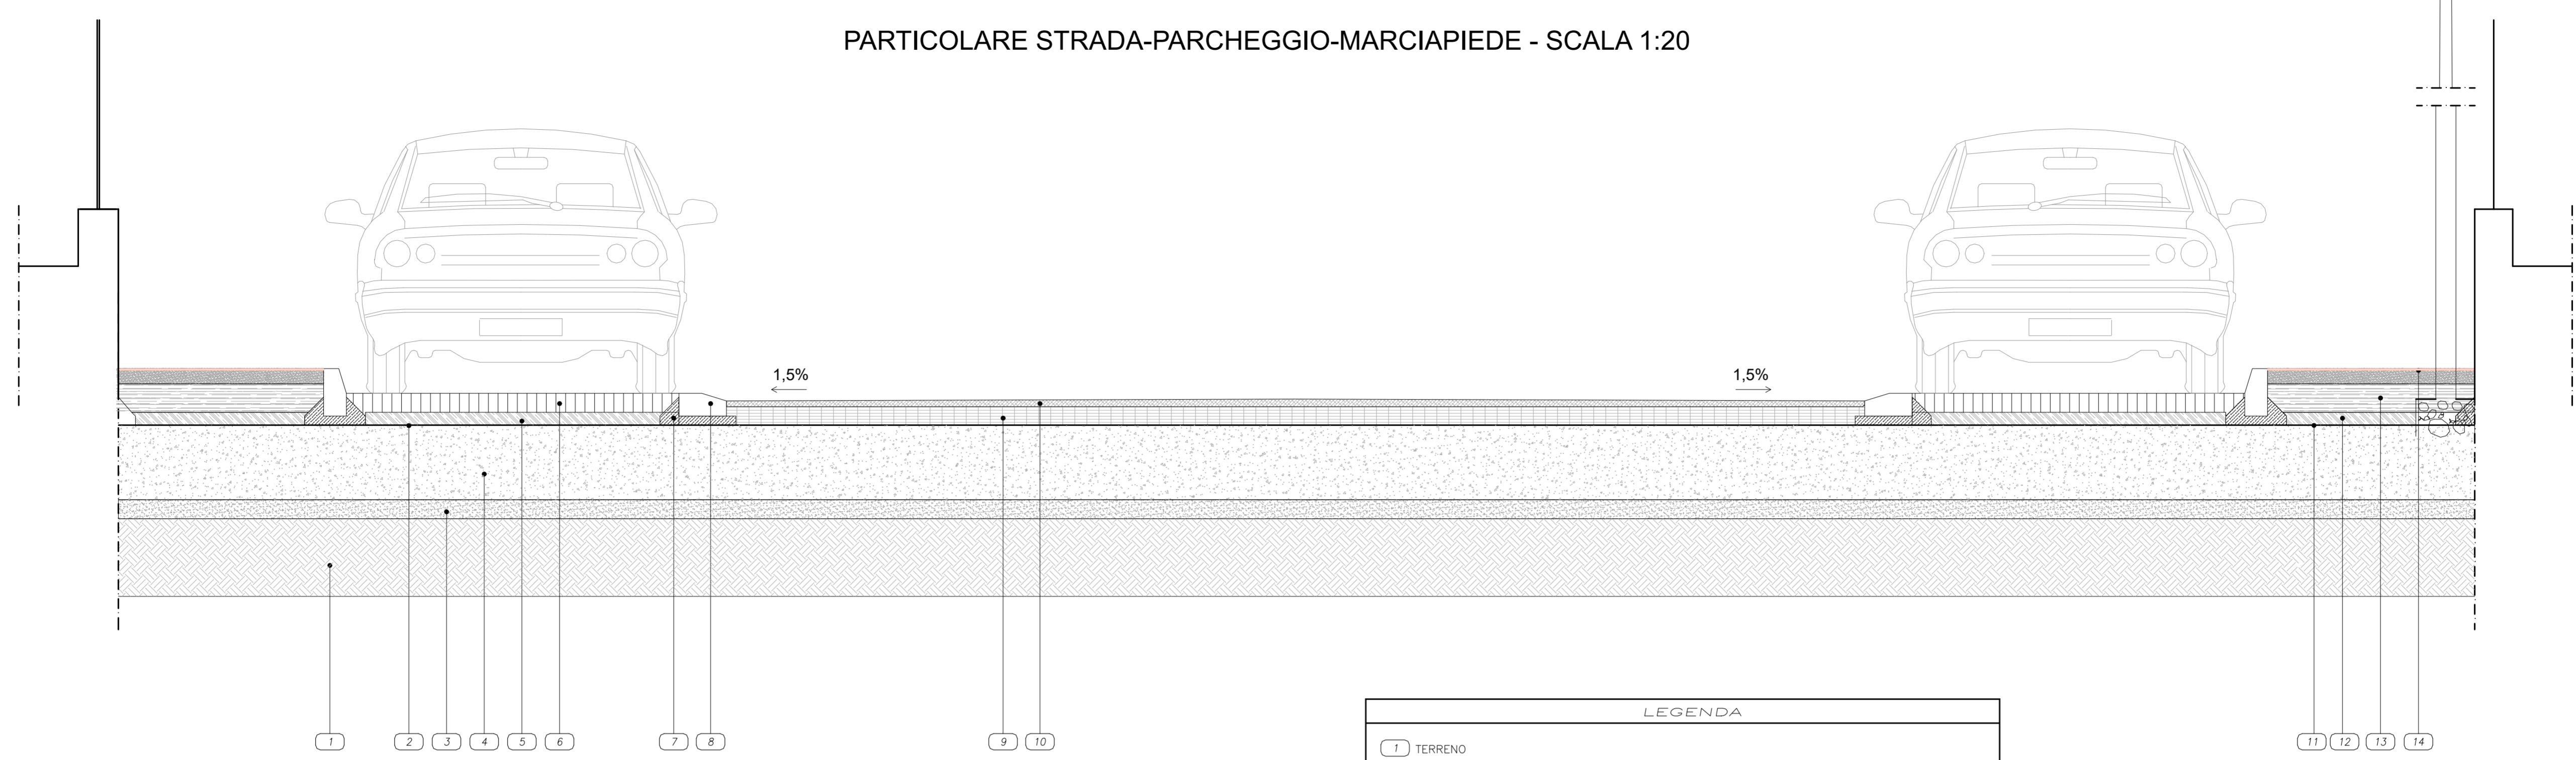 PARTICOLARE STRADA-PARCHEGGIO-MARCIAPIEDE - SCALA 1:20
1,5%
1,5%
1 2 3 4 5 6 7 8 9 10 11 12 13 14
LEGENDA
1 TERRENO